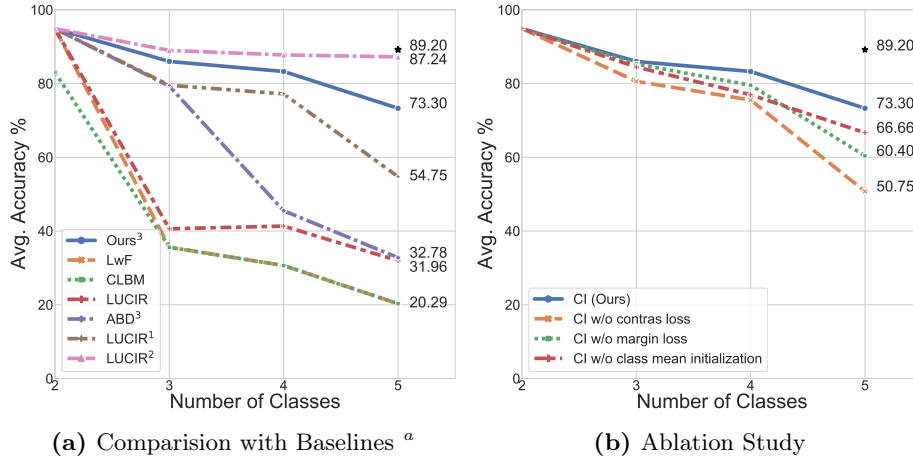 100
80
60
40
20
0
Avg. Accuracy %
89.20
87.24
73.30
54.75
32.78
31.96
20.29
Ours³
LwF
CLBM
LUCIR
ABD³
LUCIR¹
LUCIR²
2 3 4 5
Number of Classes
(a) Comparision with Baselines ᵃ
100
80
60
40
20
0
Avg. Accuracy %
89.20
73.30
66.66
60.40
50.75
CI (Ours)
CI w/o contras loss
CI w/o margin loss
CI w/o class mean initialization
2 3 4 5
Number of Classes
(b) Ablation Study